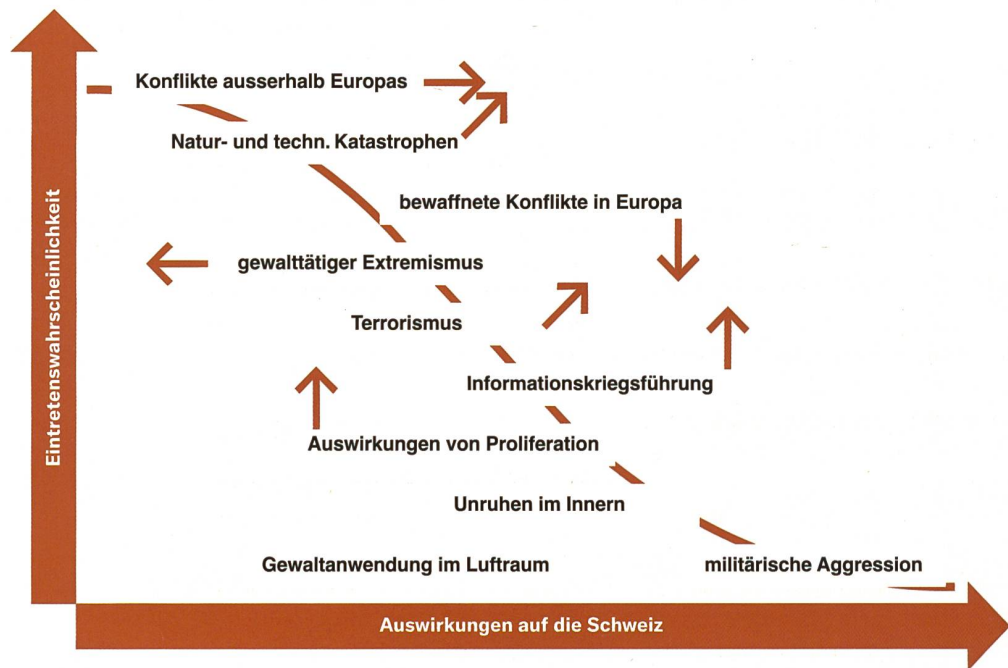 Konflikte ausserhalb Europas
Natur- und techn. Katastrophen
bewaffnete Konflikte in Europa
gewalttätiger Extremismus
Terrorismus
Informationskriegsführung
Auswirkungen von Proliferation
Unruhen im Innern
Gewaltanwendung im Luftraum
militärische Aggression
Eintretenswahrscheinlichkeit
Auswirkungen auf die Schweiz